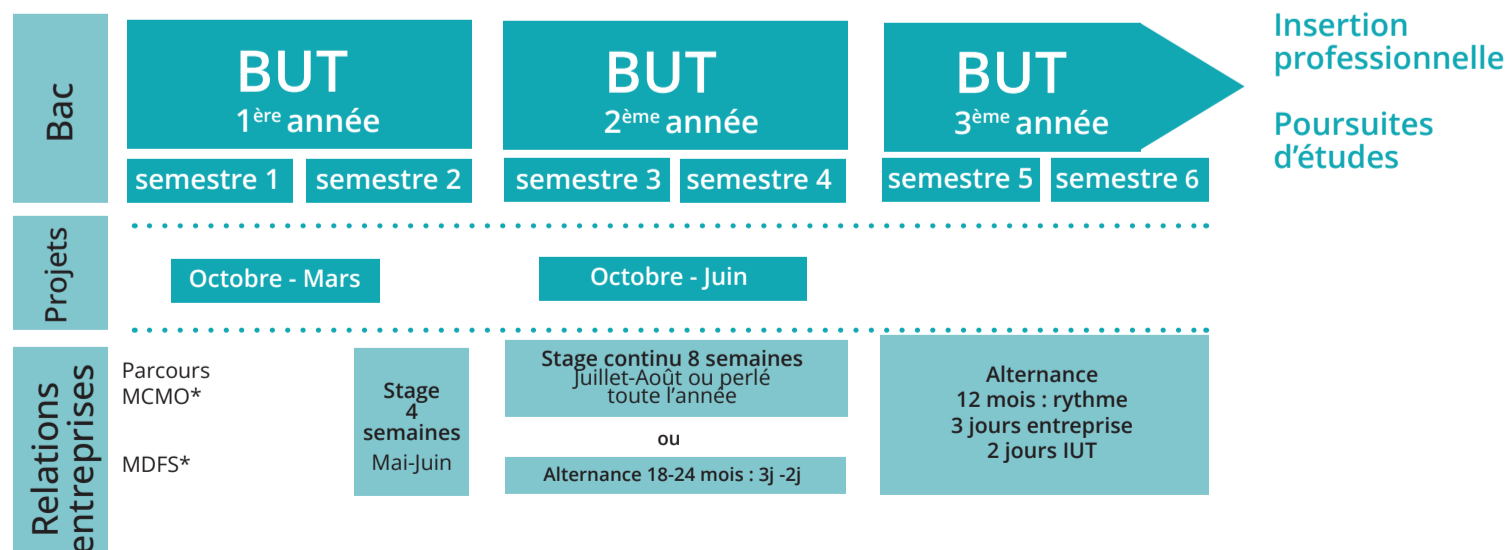 Bac
BUT
1ère année
BUT
2ème année
BUT
3ème année
Insertion
professionnelle
Poursuites
d'études
semestre 1
semestre 2
semestre 3
semestre 4
semestre 5
semestre 6
Projets
Octobre - Mars
Octobre - Juin
Relations
entreprises
Parcours
MCMO*
MDFS*
Stage
4
semaines
Mai-Juin
Stage continu 8 semaines
Juillet-Août ou perlé
toute l'année
ou
Alternance 18-24 mois : 3j -2j
Alternance
12 mois : rythme
3 jours entreprise
2 jours IUT